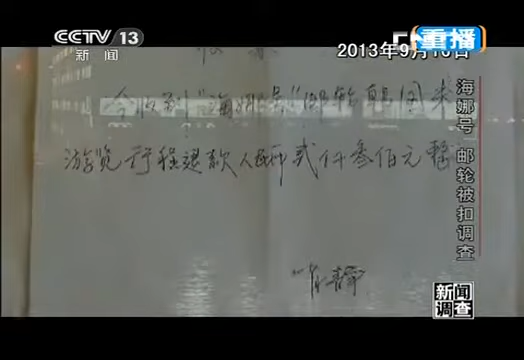 CCTV 13
新闻
重播
2013年9月1日
今收到"海娜号"邮轮韩国未
游览行程退款人民币贰仟叁佰元整
海娜号 邮轮被扣调查
新闻
调查